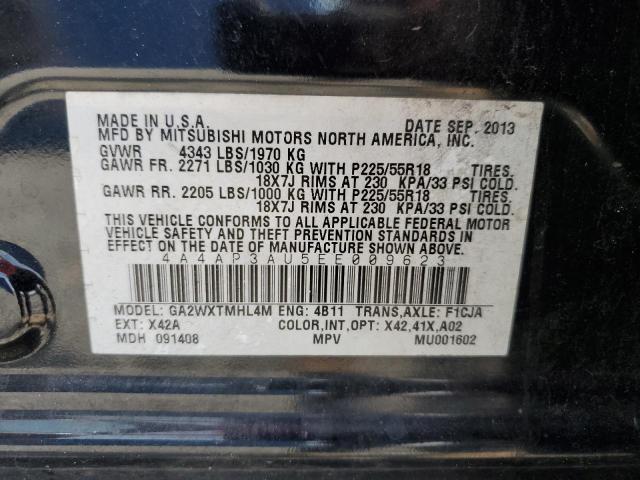 MADE IN U.S.A. DATE SEP. 2013
MFD BY MITSUBISHI MOTORS NORTH AMERICA, INC.
GVWR 4343 LBS/1970 KG
GAWR FR. 2271 LBS/1030 KG WITH P225/55R18 TIRES.
18X7J RIMS AT 230 KPA/33 PSI COLD.
GAWR RR. 2205 LBS/1000 KG WITH P225/55R18 TIRES.
18X7J RIMS AT 230 KPA/33 PSI COLD.
THIS VEHICLE CONFORMS TO ALL APPLICABLE FEDERAL MOTOR
VEHICLE SAFETY AND THEFT PREVENTION STANDARDS IN
EFFECT ON THE DATE OF MANUFACTURE SHOWN ABOVE.
4A4AP3AU5EE009623
MODEL: GA2WXTMHL4M ENG: 4B11 TRANS,AXLE: F1CJA
EXT: X42A COLOR,INT,OPT: X42,41X,A02
MDH 091408 MPV MU001602